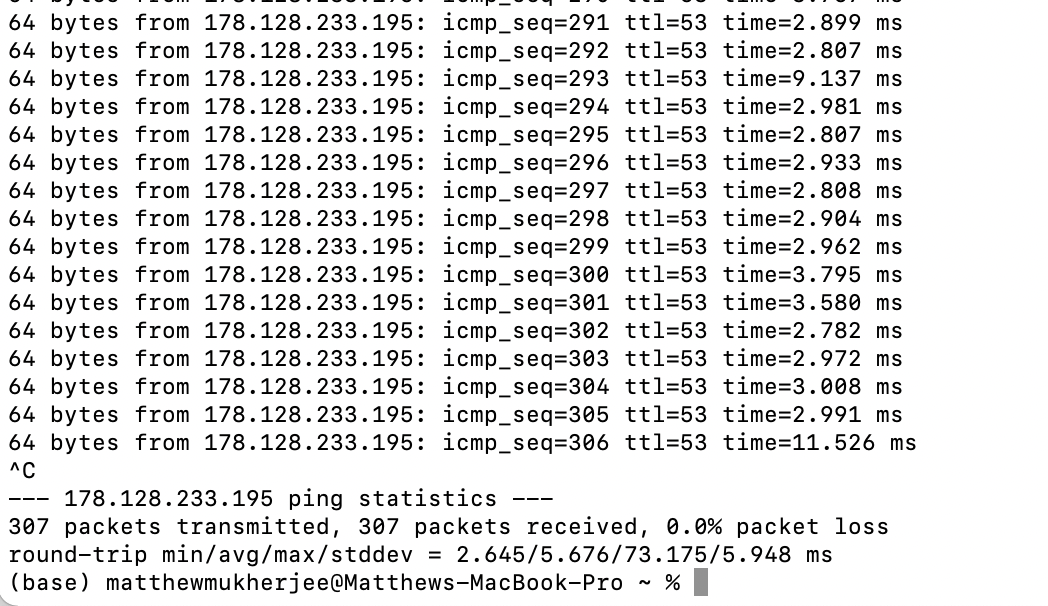 64 bytes from 178.128.233.195: icmp_seq=291 ttl=53 time=2.899 ms
64 bytes from 178.128.233.195: icmp_seq=292 ttl=53 time=2.807 ms
64 bytes from 178.128.233.195: icmp_seq=293 ttl=53 time=9.137 ms
64 bytes from 178.128.233.195: icmp_seq=294 ttl=53 time=2.981 ms
64 bytes from 178.128.233.195: icmp_seq=295 ttl=53 time=2.807 ms
64 bytes from 178.128.233.195: icmp_seq=296 ttl=53 time=2.933 ms
64 bytes from 178.128.233.195: icmp_seq=297 ttl=53 time=2.808 ms
64 bytes from 178.128.233.195: icmp_seq=298 ttl=53 time=2.904 ms
64 bytes from 178.128.233.195: icmp_seq=299 ttl=53 time=2.962 ms
64 bytes from 178.128.233.195: icmp_seq=300 ttl=53 time=3.795 ms
64 bytes from 178.128.233.195: icmp_seq=301 ttl=53 time=3.580 ms
64 bytes from 178.128.233.195: icmp_seq=302 ttl=53 time=2.782 ms
64 bytes from 178.128.233.195: icmp_seq=303 ttl=53 time=2.972 ms
64 bytes from 178.128.233.195: icmp_seq=304 ttl=53 time=3.008 ms
64 bytes from 178.128.233.195: icmp_seq=305 ttl=53 time=2.991 ms
64 bytes from 178.128.233.195: icmp_seq=306 ttl=53 time=11.526 ms
^C
--- 178.128.233.195 ping statistics ---
307 packets transmitted, 307 packets received, 0.0% packet loss
round-trip min/avg/max/stddev = 2.645/5.676/73.175/5.948 ms
(base) matthewmukherjee@Matthews-MacBook-Pro ~ %